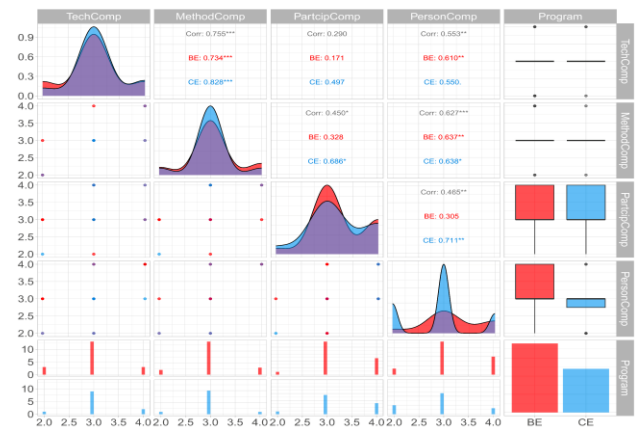 TechComp MethodComp PartcipComp PersonComp Program
Corr: 0.755*** Corr: 0.290 Corr: 0.553**
BE: 0.734*** BE: 0.171 BE: 0.610**
CE: 0.828*** CE: 0.497 CE: 0.550.
0.9
0.6
0.3
0.0
TechComp
Corr: 0.450* Corr: 0.627***
BE: 0.328 BE: 0.637**
CE: 0.686* CE: 0.638*
4.0
3.5
3.0
2.5
2.0
MethodComp
Corr: 0.465**
BE: 0.305
CE: 0.711**
4.0
3.5
3.0
2.5
2.0
PartcipComp
4.0
3.5
3.0
2.5
2.0
PersonComp
10
5
0
10
5
0
Program
2.0 2.5 3.0 3.5 4.0 2.0 2.5 3.0 3.5 4.0 2.0 2.5 3.0 3.5 4.0 2.0 2.5 3.0 3.5 4.0 BE CE